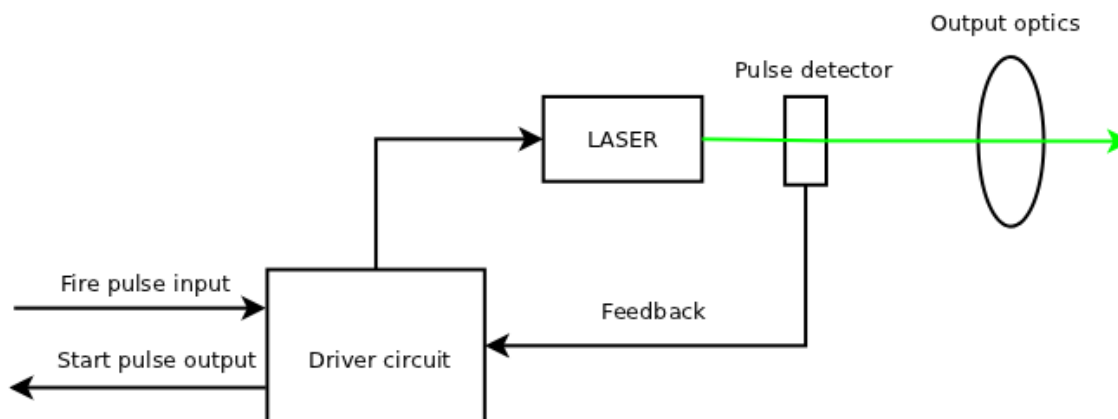 Output optics
Pulse detector
LASER
Fire pulse input
Feedback
Start pulse output
Driver circuit